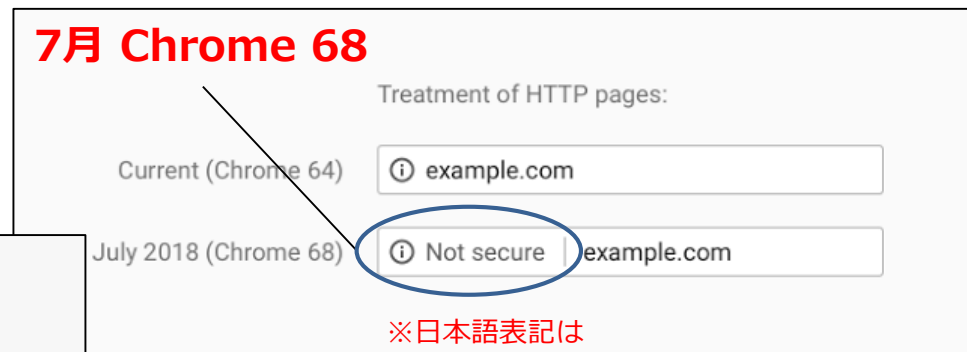 7月 Chrome 68
Treatment of HTTP pages:
Current (Chrome 64)
ⓘ example.com
July 2018 (Chrome 68)
ⓘ Not secure | example.com
※日本語表記は